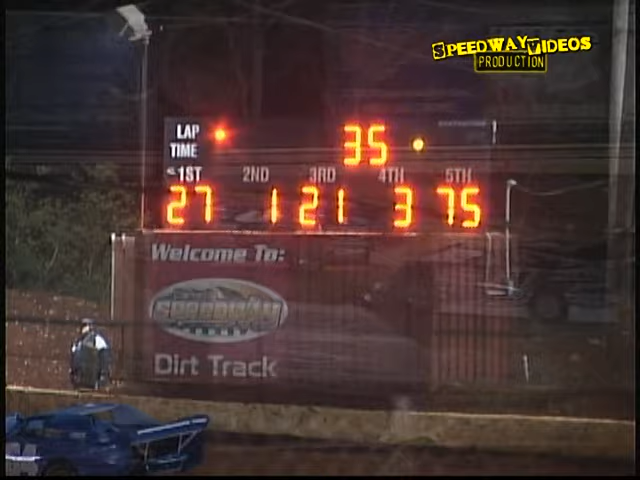 SPEEDWAY VIDEOS
PRODUCTION
LAP
TIME
35
1ST 2ND 3RD 4TH 5TH
27 1 21 3 75
Welcome To:
SPEEDWAY
Dirt Track